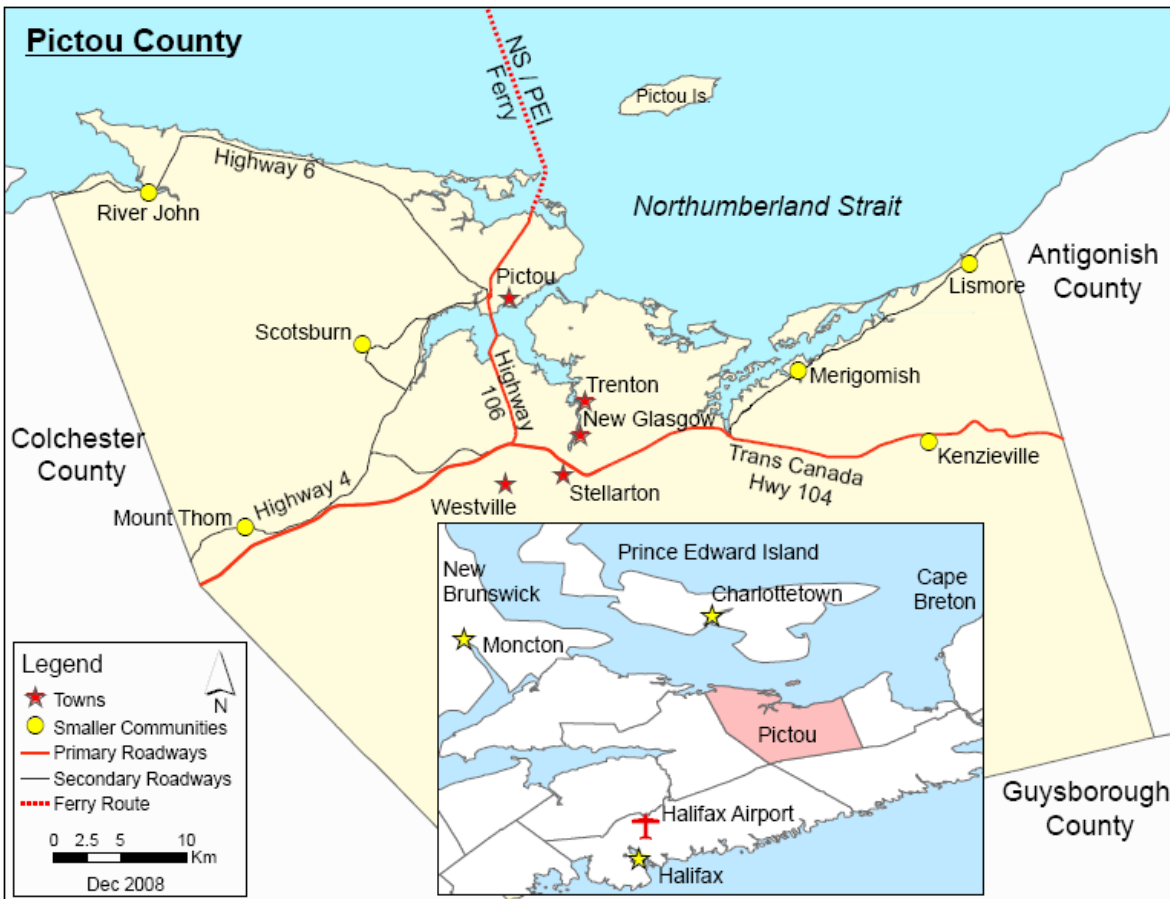 Pictou County
NS / PEI
Ferry
Pictou Is.
Highway 6
River John
Northumberland Strait
Antigonish
County
Lismore
Pictou
Scotsburn
Highway
106
Merigomish
Trenton
New Glasgow
Colchester
County
Kenzieville
Trans Canada
Hwy 104
Stellarton
Westville
Highway 4
Mount Thom
Prince Edward Island
New
Brunswick
Charlottetown
Cape
Breton
Moncton
Pictou
Halifax Airport
Halifax
Guysborough
County
Legend
N
Towns
Smaller Communities
Primary Roadways
Secondary Roadways
Ferry Route
0 2.5 5 10
Km
Dec 2008